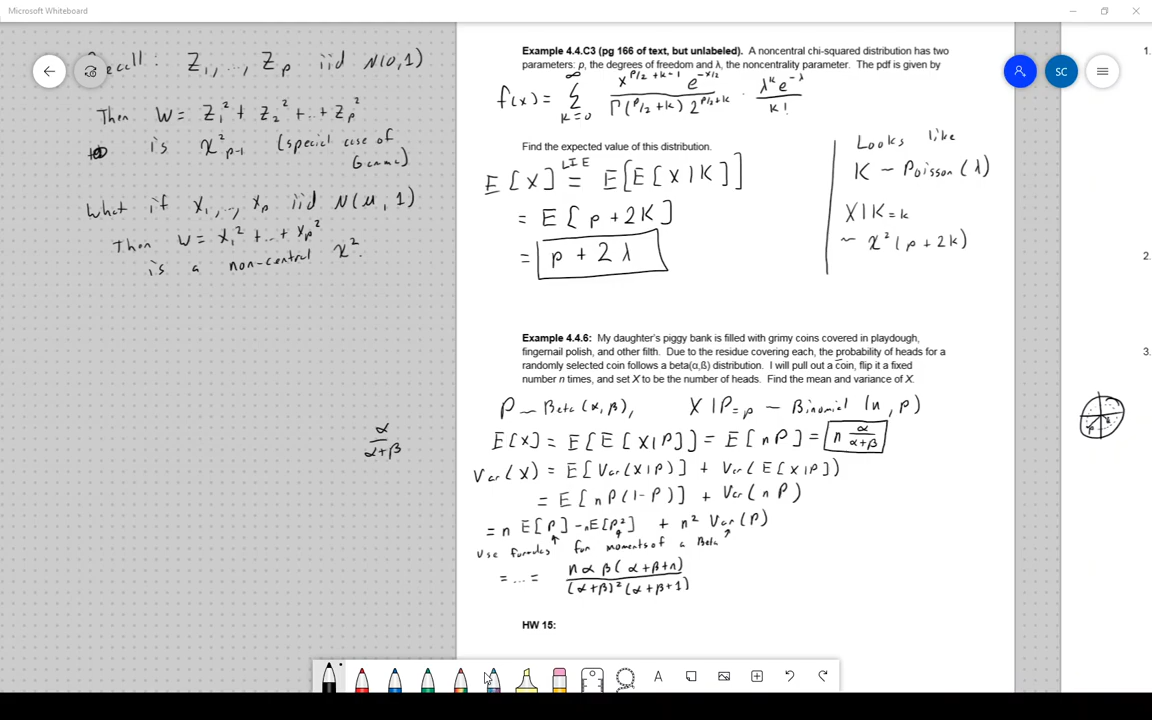 Microsoft Whiteboard
Recall: Z₁, ..., Zₚ iid N(0,1)
Then W = Z₁² + Z₂² + ... + Zₚ²
is χ²ₚ₋₁ (special case of
Gamma)
What if X₁, ..., Xₚ iid N(μ, 1)
Then W = X₁² + ... + Xₚ²
is a non-central χ².
α/(α+β)
Example 4.4.C3 (pg 166 of text, but unlabeled). A noncentral chi-squared distribution has two
parameters: p, the degrees of freedom and λ, the noncentrality parameter. The pdf is given by
f(x) = ∑_{k=0}^{∞} x^{p/2+k-1} e^{-x/2} / (Γ(p/2+k) 2^{p/2+k}) · λ^k e^{-λ} / k!
Find the expected value of this distribution.
LIE
E[X] = E[E[X|K]]
= E[p + 2K]
= p + 2λ
Looks like
K ~ Poisson(λ)
X|K=k
~ χ²(p + 2k)
Example 4.4.6: My daughter's piggy bank is filled with grimy coins covered in playdough,
fingernail polish, and other filth. Due to the residue covering each, the probability of heads for a
randomly selected coin follows a beta(α,ß) distribution. I will pull out a coin, flip it a fixed
number n times, and set X to be the number of heads. Find the mean and variance of X.
P ~ Beta(α, β), X|P=p ~ Binomial(n, p)
E[X] = E[E[X|P]] = E[nP] = n α/(α+β)
Var(X) = E[Var(X|P)] + Var(E[X|P])
= E[nP(1-P)] + Var(nP)
= n E[P] - nE[P²] + n² Var(P)
Use formulas for moments of a Beta
= ... = nαβ(α+β+n) / ((α+β)²(α+β+1))
HW 15:
SC
1.
2.
3.
A